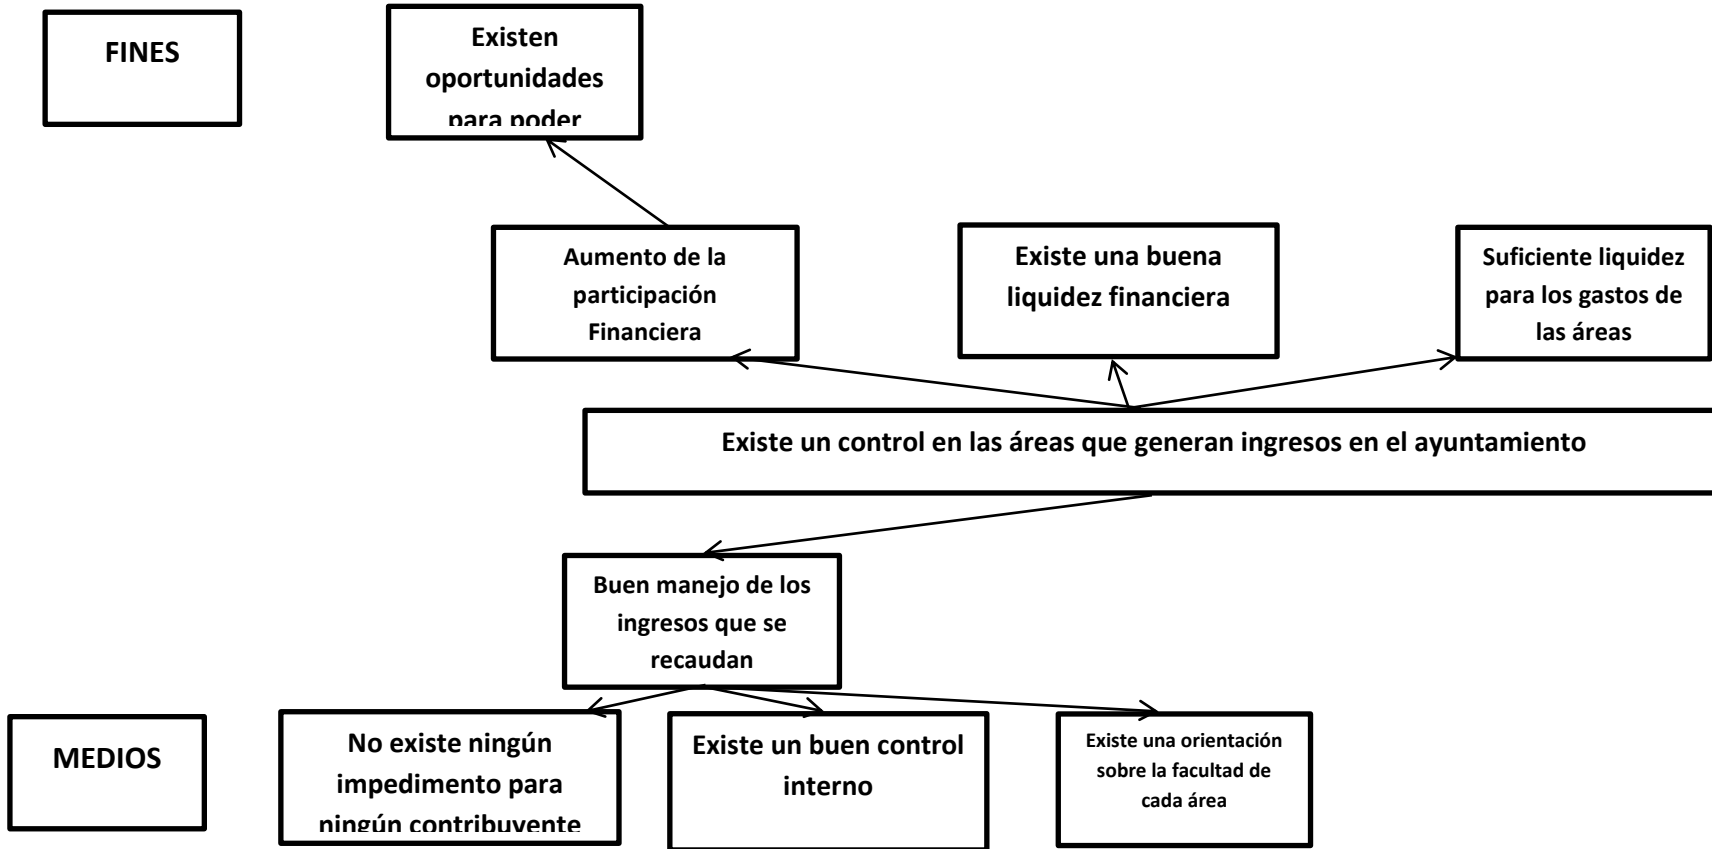 FINES
Existen
oportunidades
para poder
Aumento de la
participación
Financiera
Existe una buena
liquidez financiera
Suficiente liquidez
para los gastos de
las áreas
Existe un control en las áreas que generan ingresos en el ayuntamiento
Buen manejo de los
ingresos que se
recaudan
MEDIOS
No existe ningún
impedimento para
ningún contribuyente
Existe un buen control
interno
Existe una orientación
sobre la facultad de
cada área